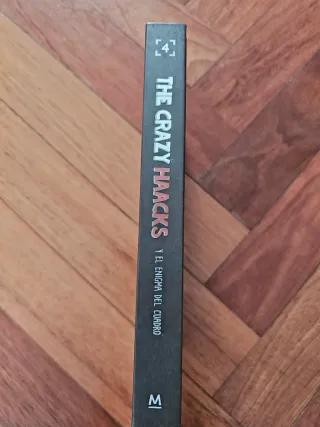 4
THE CRAZY HAACKS
Y EL ENIGMA DEL CUADRO
M